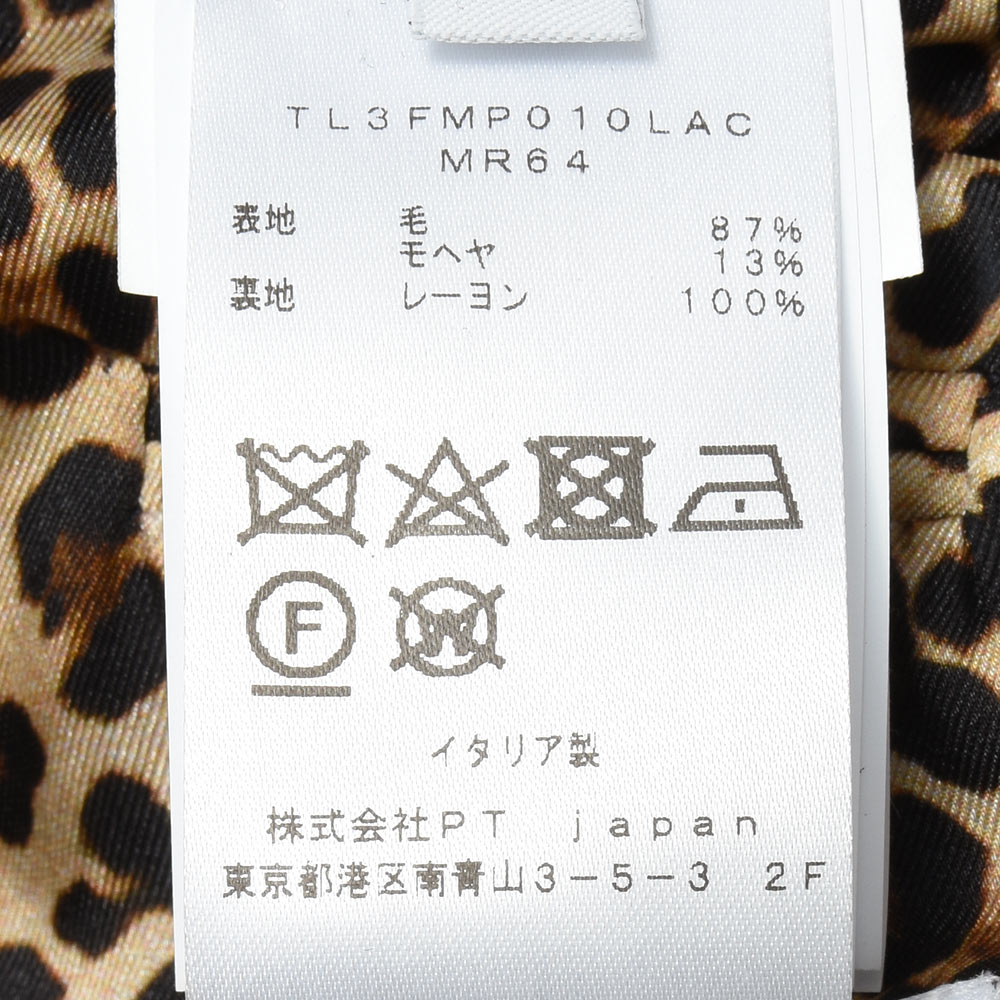 TL3FMP010LAC
MR64
表地 毛 87%
モヘヤ 13%
裏地 レーヨン 100%
F
W
イタリア製
株式会社PT japan
東京都港区南青山3-5-3 2F